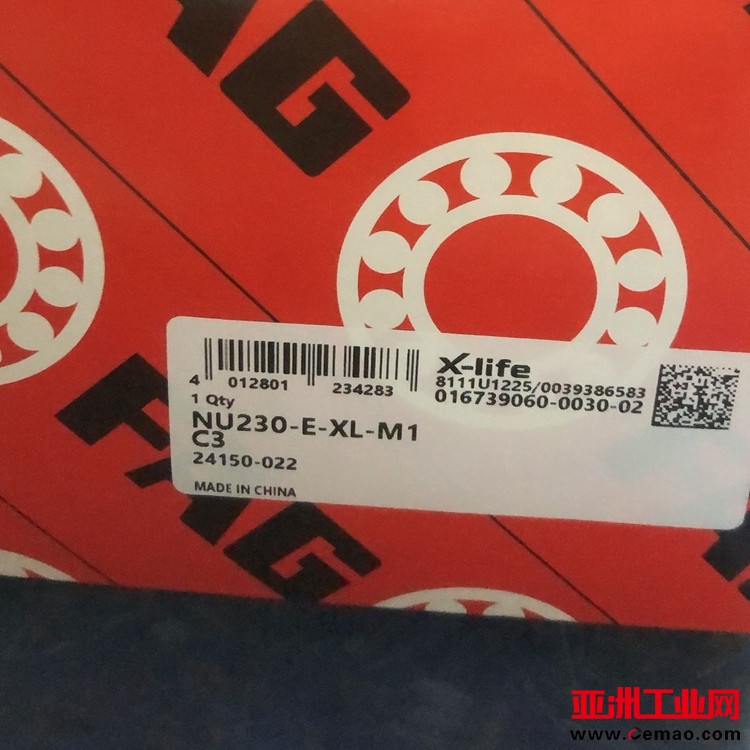 FAG
X-life
8111U1225/0039386583
016739060-0030-02
4 012801 234283
1 Qty
NU230-E-XL-M1
C3
24150-022
MADE IN CHINA
FAG
亚洲工业网
www.Cemao.com